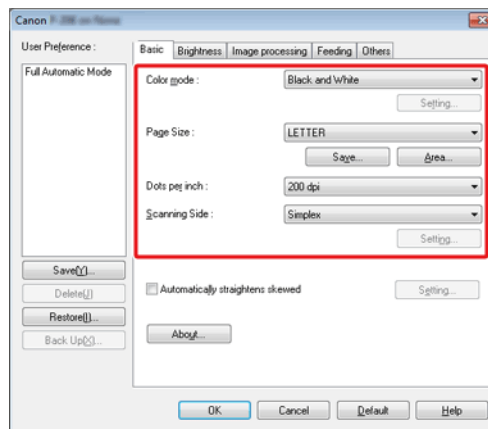 Canon
User Preference :
Full Automatic Mode
Save(Y)...
Delete(J)
Restore(I)...
Back Up(X)...
Basic Brightness Image processing Feeding Others
Color mode : Black and White
Setting...
Page Size : LETTER
Save... Area...
Dots per inch : 200 dpi
Scanning Side : Simplex
Setting...
Automatically straightens skewed Setting...
About...
OK Cancel Default Help